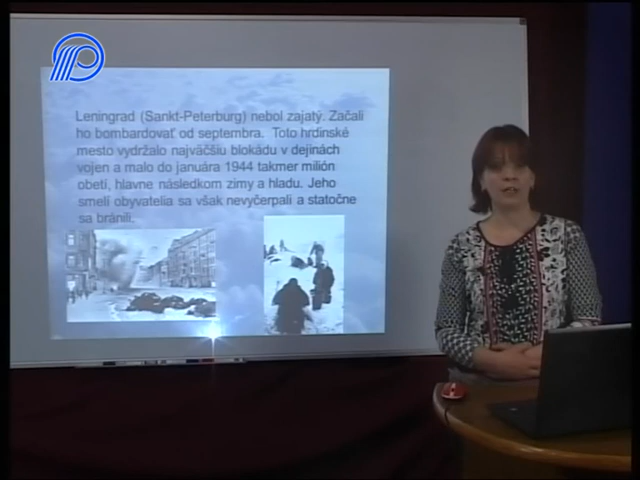 Leningrad (Sankt-Peterburg) nebol zajatý. Začali
ho bombardovať od septembra. Toto hrdinské
mesto vydržalo najväčšiu blokádu v dejinách
vojen a malo do januára 1944 takmer milión
obetí, hlavne následkom zimy a hladu. Jeho
smelí obyvatelia sa však nevyčerpali a statočne
sa bránili.